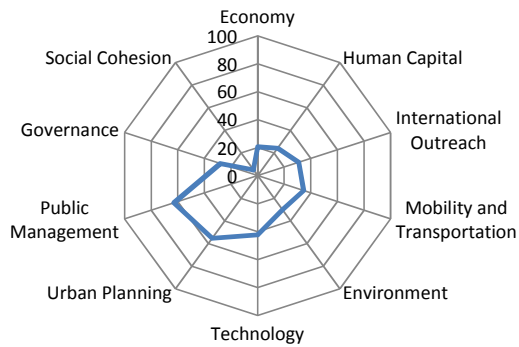 Economy
100
80
60
40
20
0
Human Capital
International
Outreach
Mobility and
Transportation
Environment
Technology
Urban Planning
Public
Management
Governance
Social Cohesion